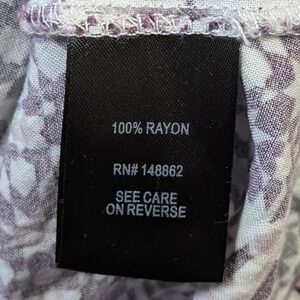 100% RAYON
RN# 148862
SEE CARE
ON REVERSE